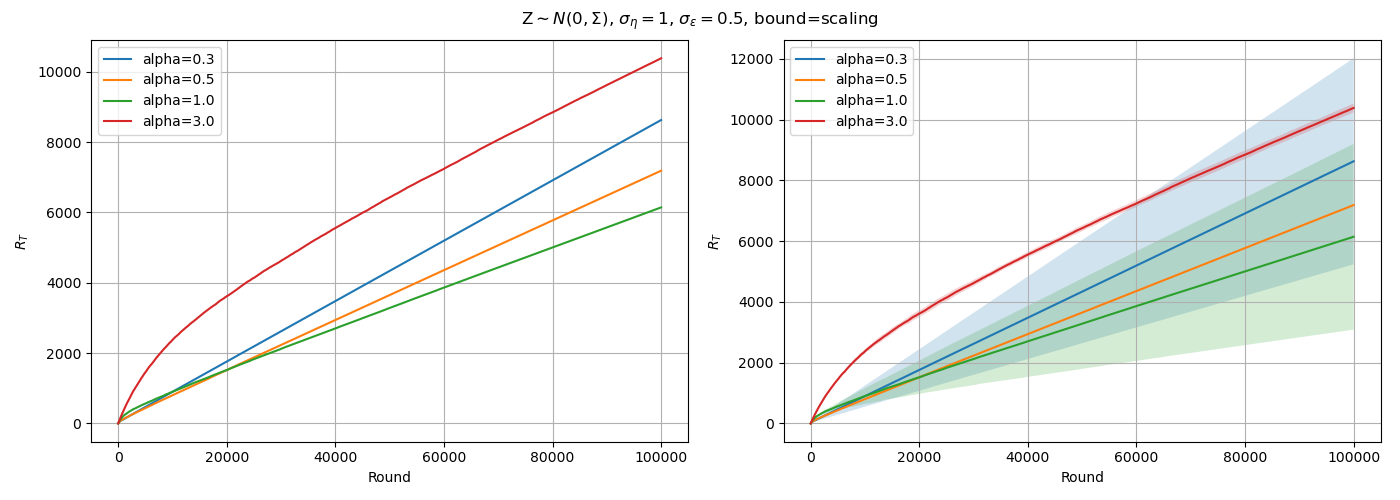 Z ∼ N(0, Σ), σ_η = 1, σ_ε = 0.5, bound=scaling
alpha=0.3
alpha=0.5
alpha=1.0
alpha=3.0
10000
8000
6000
4000
2000
0
R_T
0 20000 40000 60000 80000 100000
Round
alpha=0.3
alpha=0.5
alpha=1.0
alpha=3.0
12000
10000
8000
6000
4000
2000
0
R_T
0 20000 40000 60000 80000 100000
Round